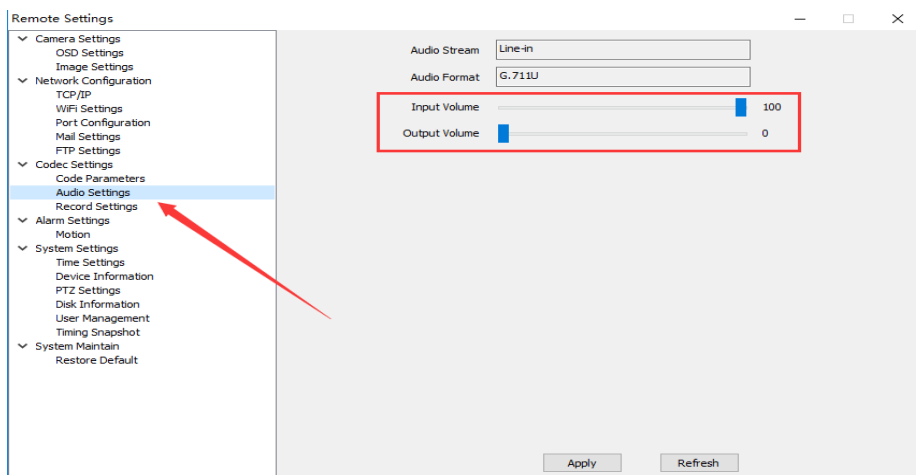 Remote Settings
Camera Settings
OSD Settings
Image Settings
Network Configuration
TCP/IP
WiFi Settings
Port Configuration
Mail Settings
FTP Settings
Codec Settings
Code Parameters
Audio Settings
Record Settings
Alarm Settings
Motion
System Settings
Time Settings
Device Information
PTZ Settings
Disk Information
User Management
Timing Snapshot
System Maintain
Restore Default
Audio Stream Line-in
Audio Format G.711U
Input Volume 100
Output Volume 0
Apply Refresh